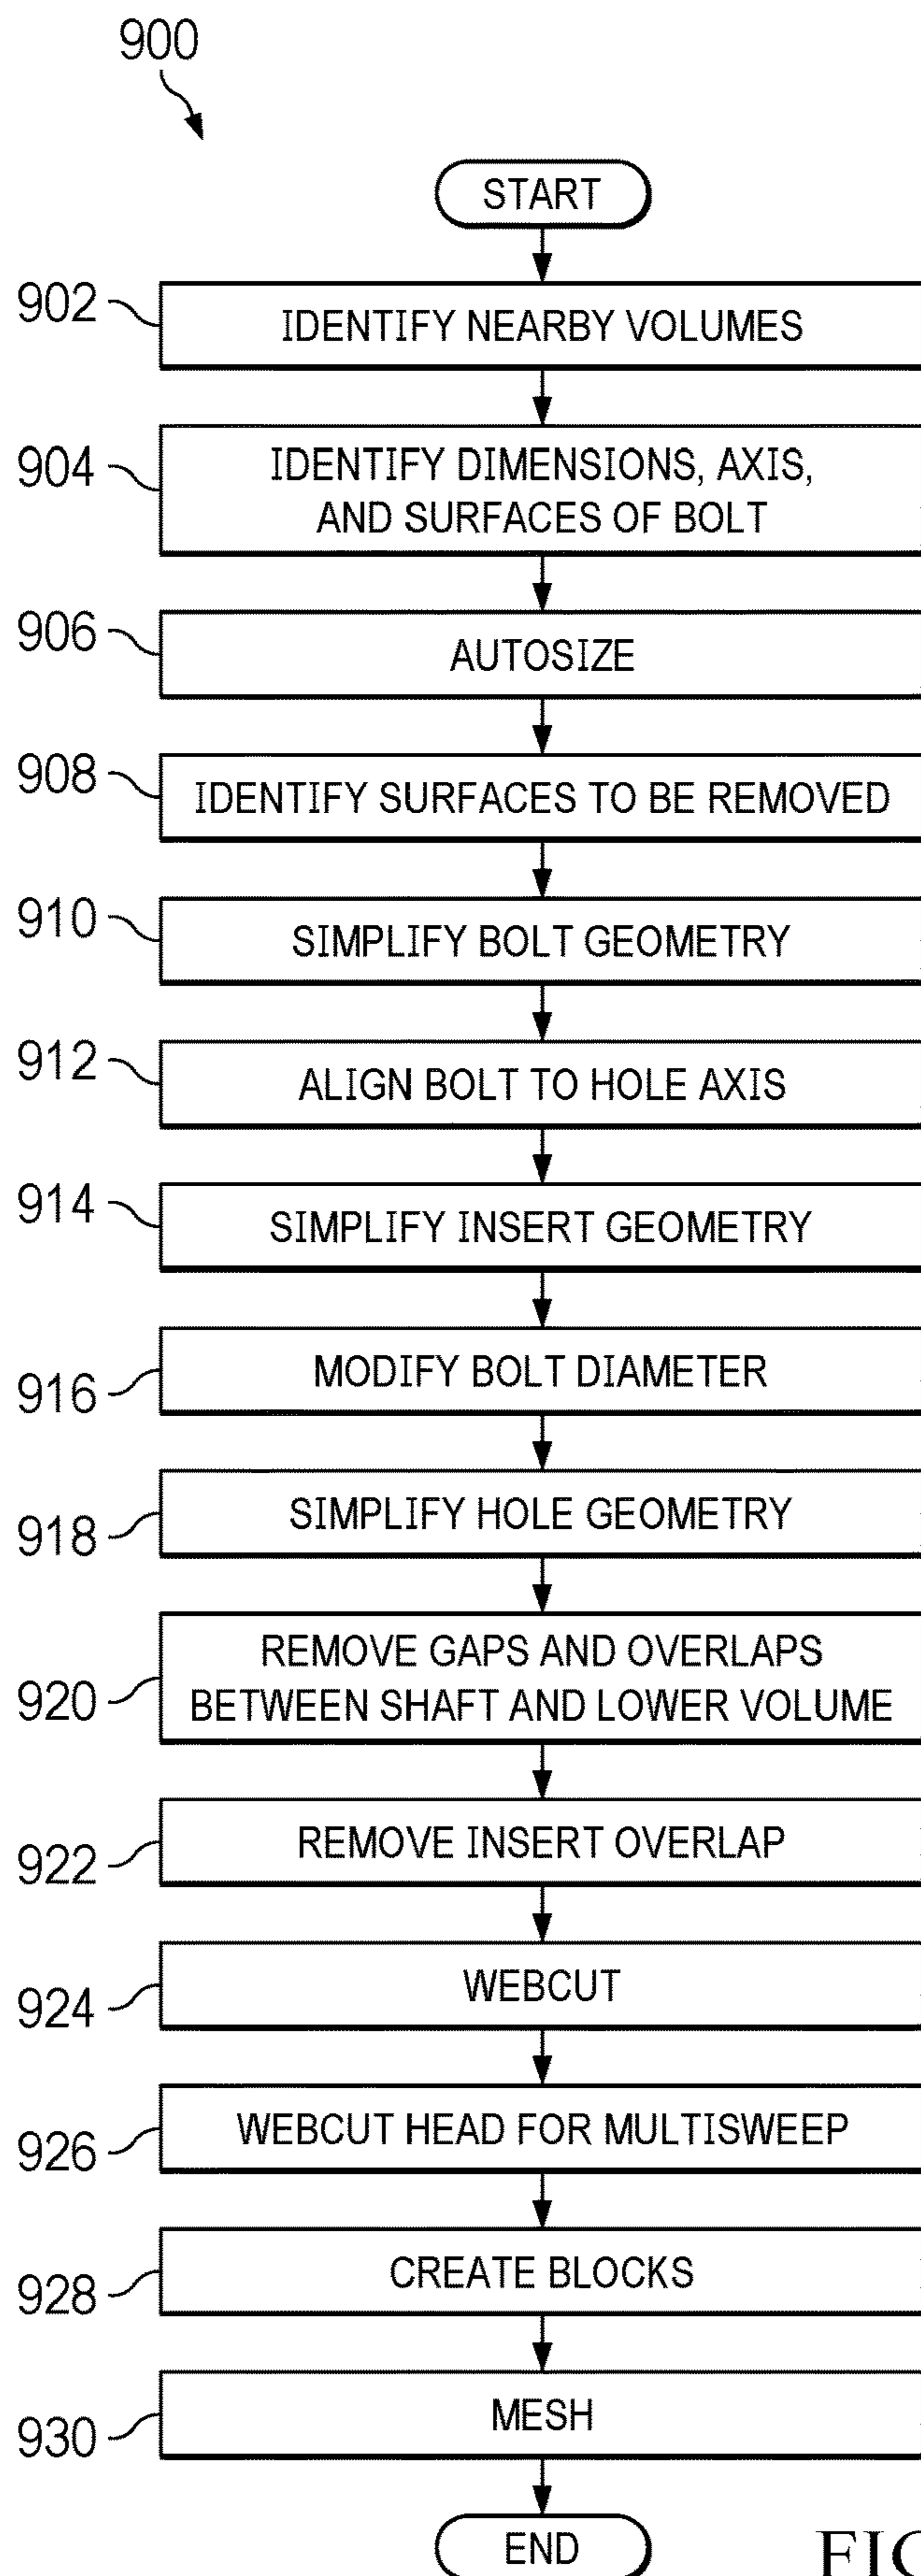 900
START
902
IDENTIFY NEARBY VOLUMES
904
IDENTIFY DIMENSIONS, AXIS,
AND SURFACES OF BOLT
906
AUTOSIZE
908
IDENTIFY SURFACES TO BE REMOVED
910
SIMPLIFY BOLT GEOMETRY
912
ALIGN BOLT TO HOLE AXIS
914
SIMPLIFY INSERT GEOMETRY
916
MODIFY BOLT DIAMETER
918
SIMPLIFY HOLE GEOMETRY
920
REMOVE GAPS AND OVERLAPS
BETWEEN SHAFT AND LOWER VOLUME
922
REMOVE INSERT OVERLAP
924
WEBCUT
926
WEBCUT HEAD FOR MULTISWEEP
928
CREATE BLOCKS
930
MESH
END